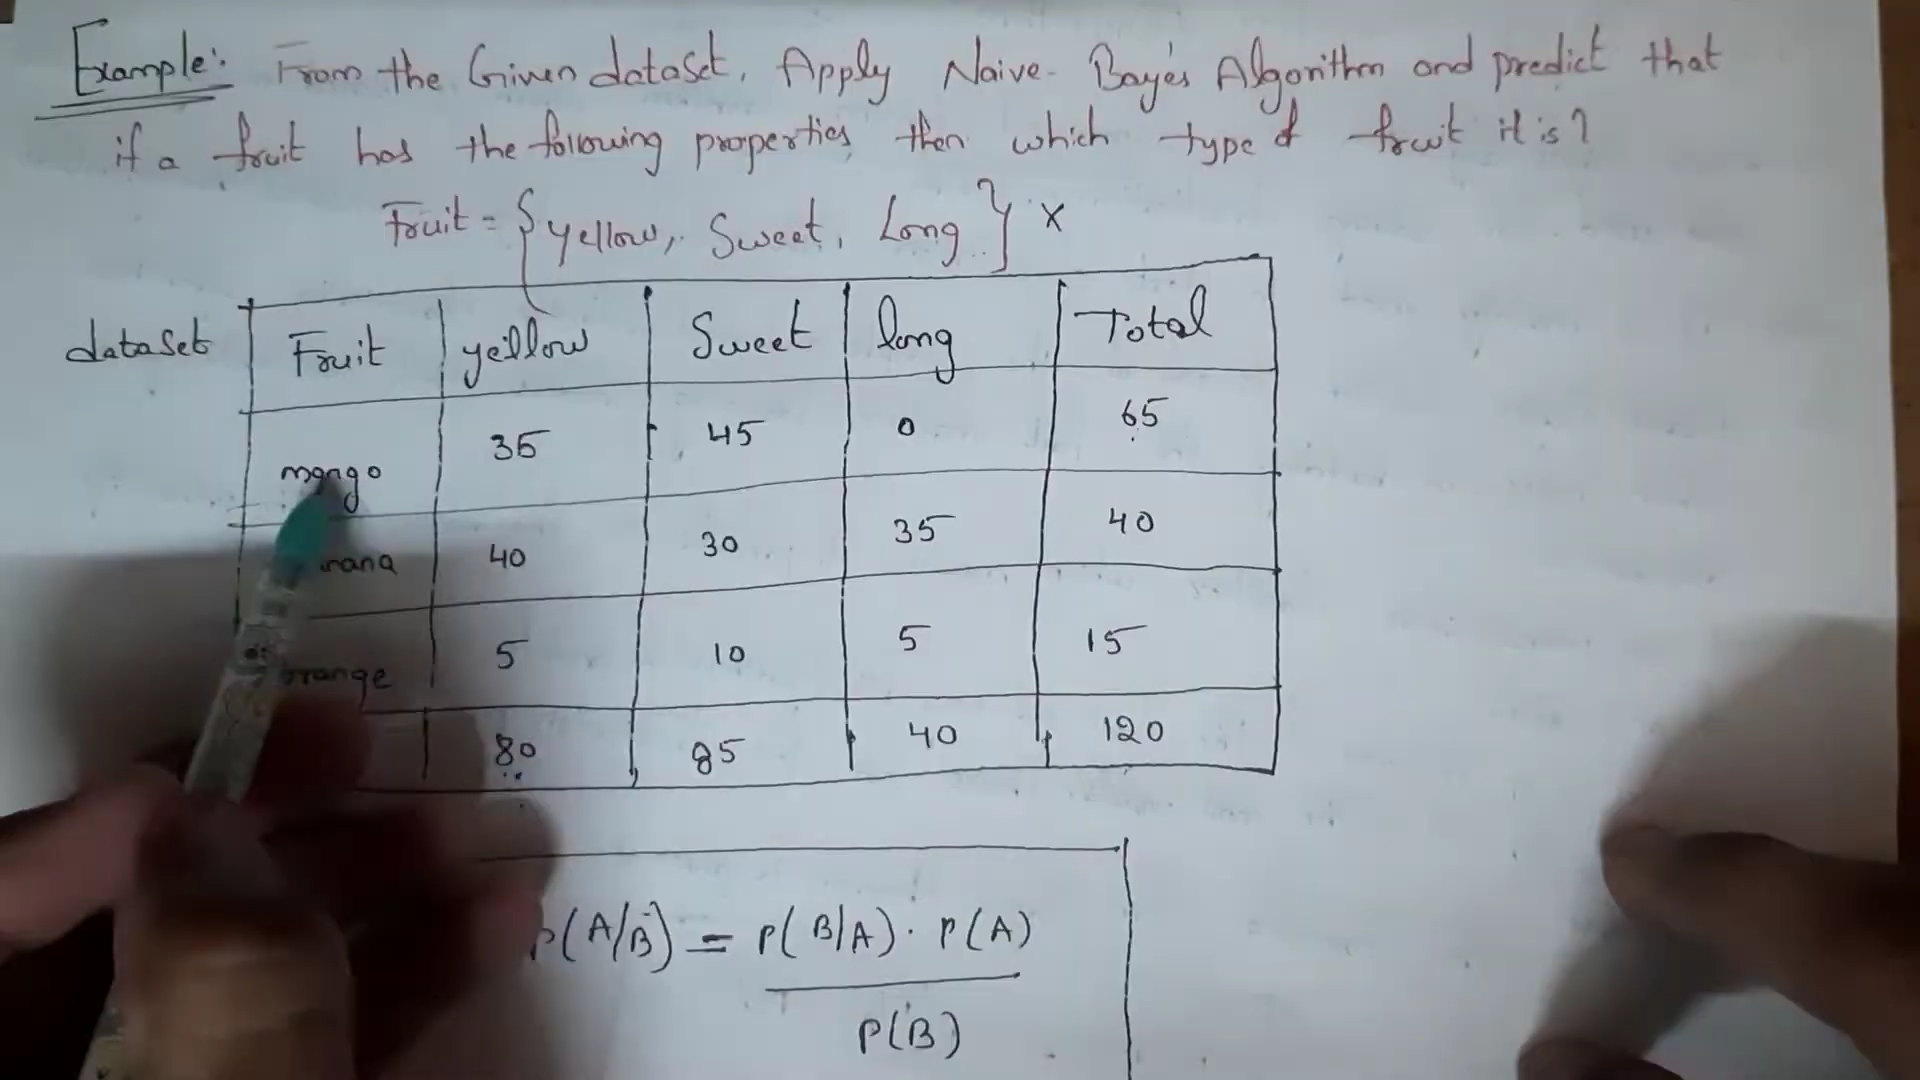 Example: From the Given dataset, Apply Naive-Baye's Algorithm and predict that
if a fruit has the following properties then which type of fruit it is?
Fruit = {yellow, Sweet, Long} x
dataset
Fruit yellow Sweet long Total
mango 35 45 0 65
40 30 35 40
orange 5 10 5 15
80 85 40 120
P(A/B) = P(B/A) . P(A)
P(B)